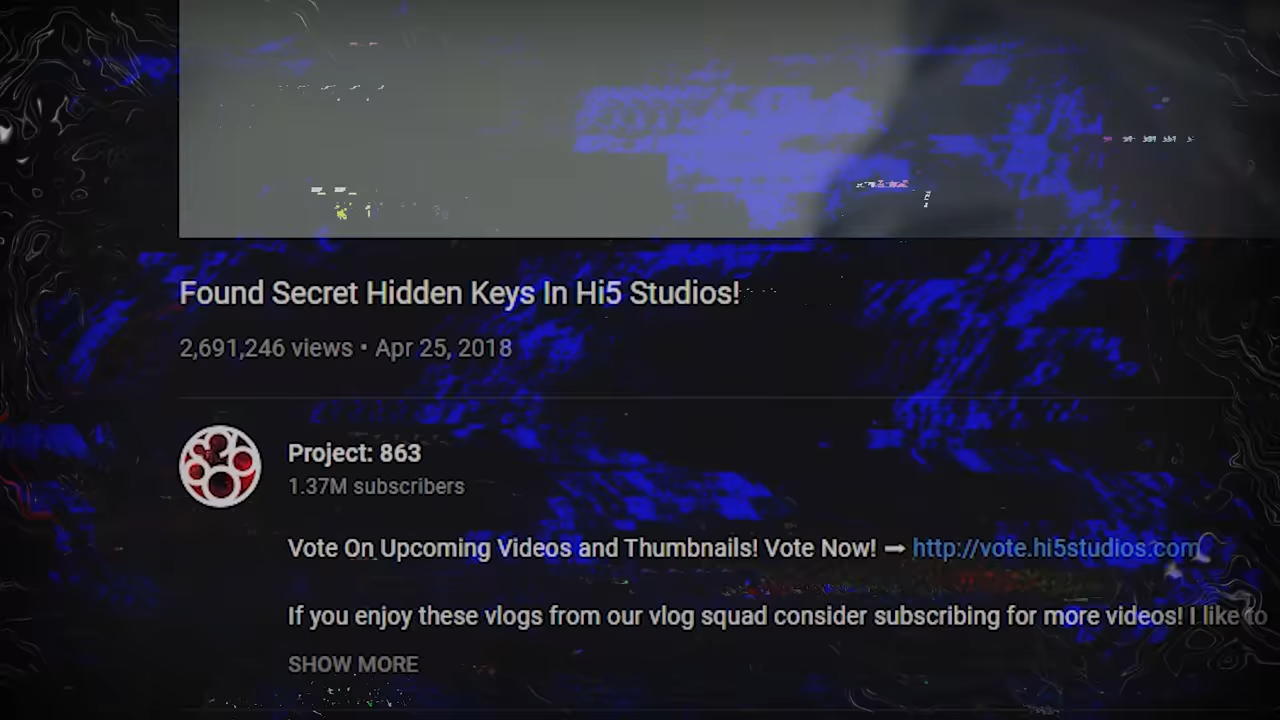 Found Secret Hidden Keys In Hi5 Studios!
2,691,246 views • Apr 25, 2018
Project: 863
1.37M subscribers
Vote On Upcoming Videos and Thumbnails! Vote Now! ➞ http://vote.hi5studios.com
If you enjoy these vlogs from our vlog squad consider subscribing for more videos! I like to
SHOW MORE